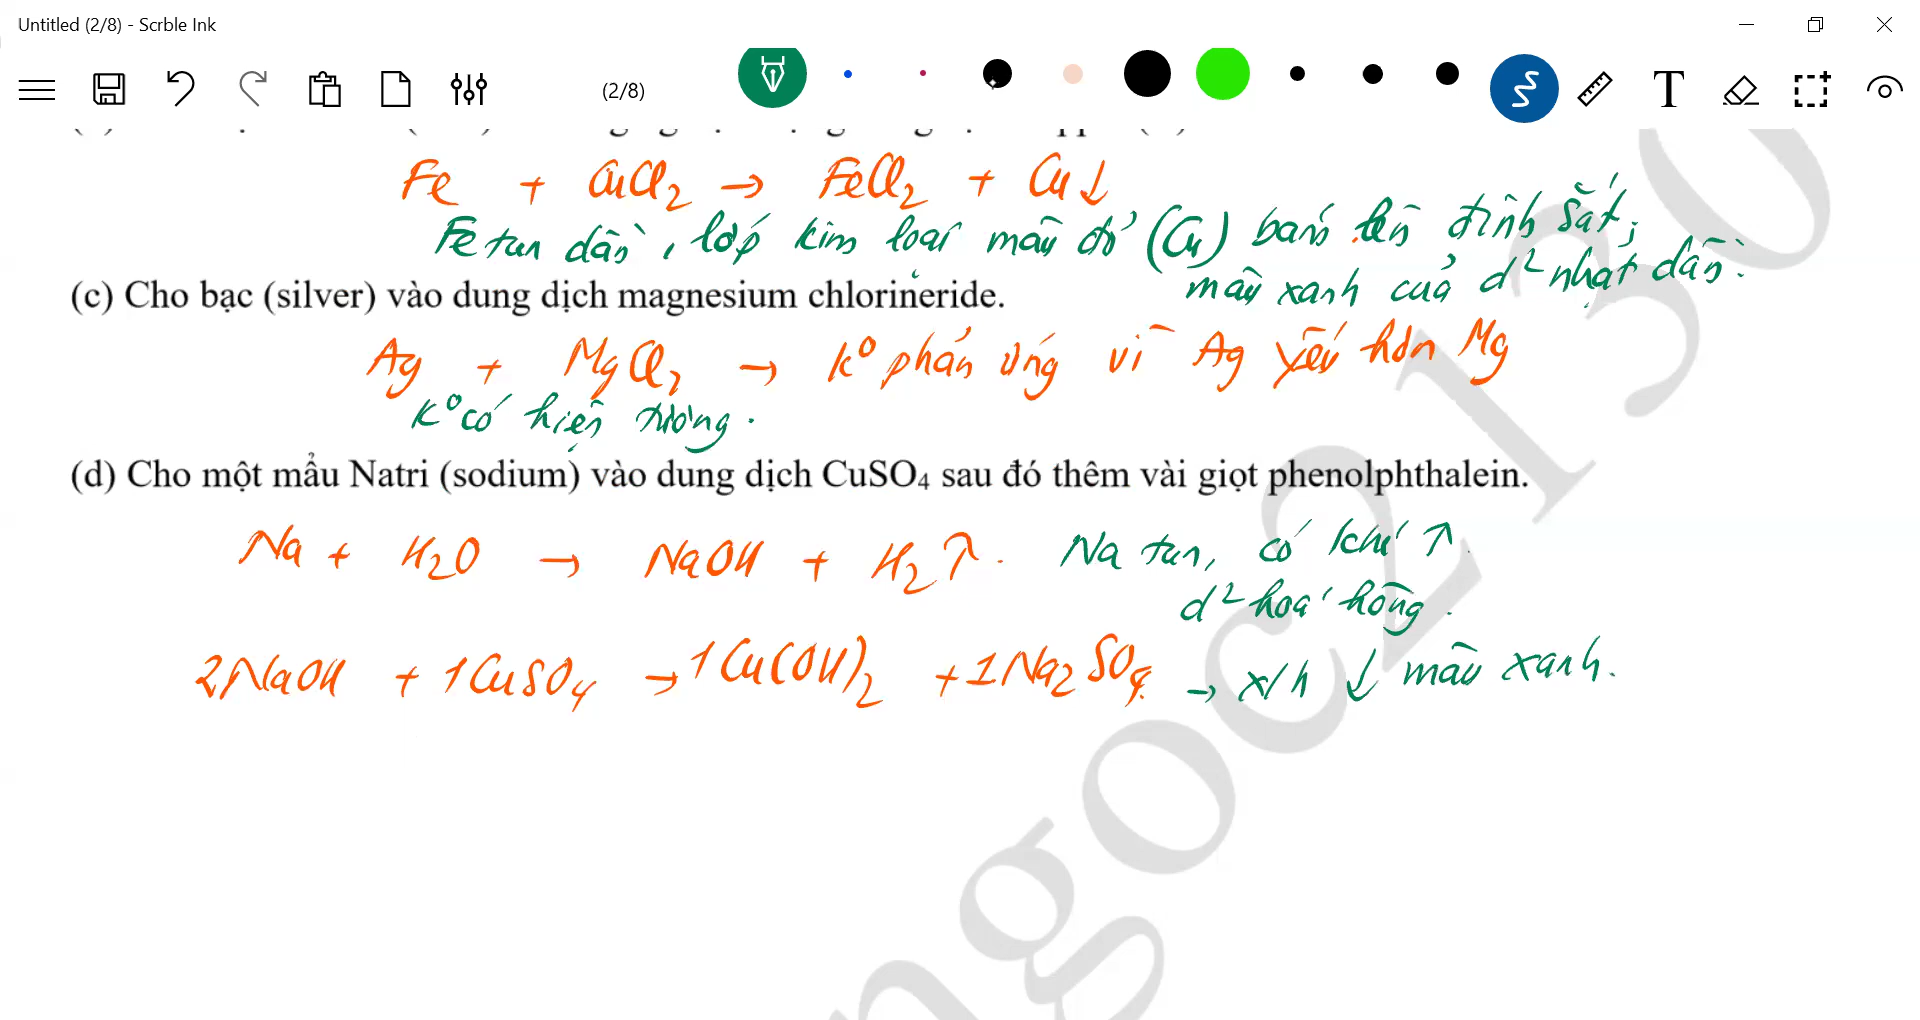 Untitled (2/8) - Scrble Ink
(2/8)
T
Fe + CuCl2 → FeCl2 + Cu↓
Fe tan dần, lớp kim loại màu đỏ (Cu) bám lên đinh sắt;
màu xanh của d² nhạt dần.
(c) Cho bạc (silver) vào dung dịch magnesium chlorineride.
Ag + MgCl2 → k° phản ứng vì Ag yếu hơn Mg
k° có hiện tượng.
(d) Cho một mẩu Natri (sodium) vào dung dịch CuSO4 sau đó thêm vài giọt phenolphthalein.
Na + H2O → NaOH + H2↑. Na tan, có khí ↑.
d² hoá hồng.
2NaOH + 1CuSO4 → 1Cu(OH)2 + 1Na2SO4. → x/h ↓ màu xanh.
ngoc2130